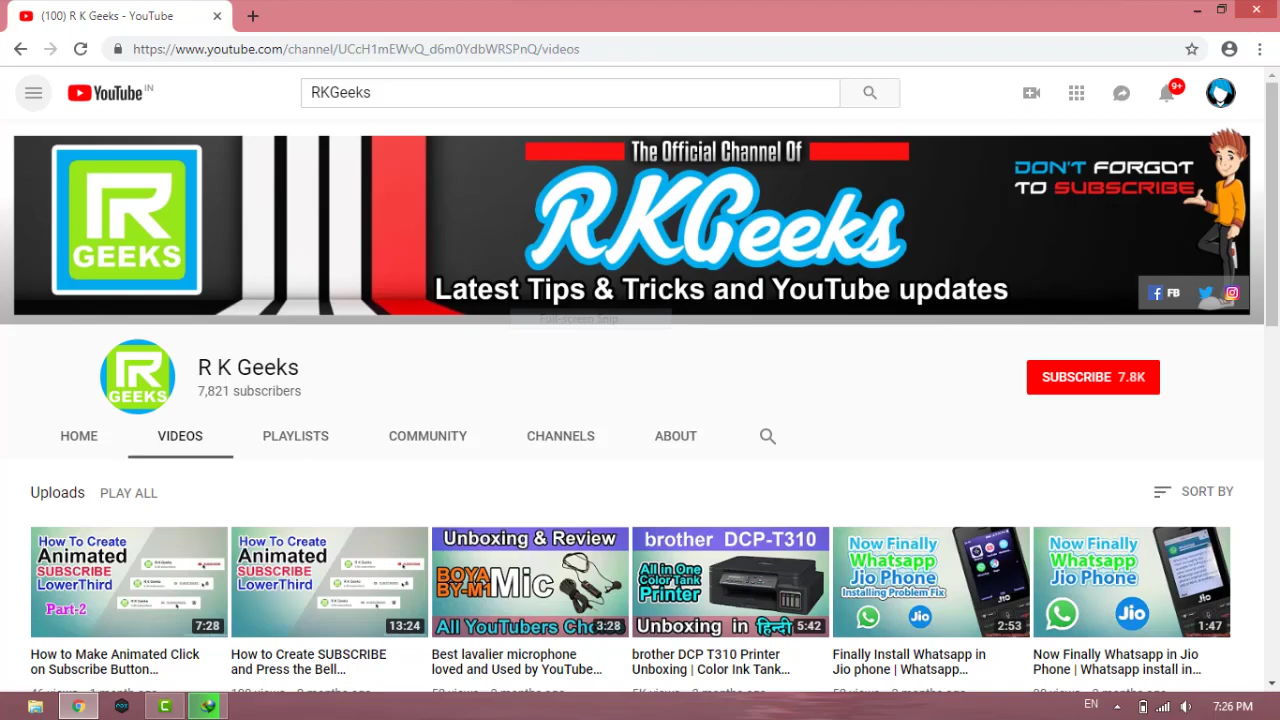 (100) R K Geeks - YouTube
https://www.youtube.com/channel/UCcH1mEWvQ_d6m0YdbWRSPnQ/videos
YouTube IN
RKGeeks
9+
The Official Channel Of
RKGeeks
Latest Tips & Tricks and YouTube updates
R
GEEKS
DON'T FORGOT
TO SUBSCRIBE
FB
Full-screen Snip
R
GEEKS
R K Geeks
7,821 subscribers
SUBSCRIBE 7.8K
HOME VIDEOS PLAYLISTS COMMUNITY CHANNELS ABOUT
Uploads PLAY ALL
SORT BY
How To Create
Animated
SUBSCRIBE
LowerThird
Part-2
7:28
How to Make Animated Click
on Subscribe Button...
How To Create
Animated
SUBSCRIBE
LowerThird
13:24
How to Create SUBSCRIBE
and Press the Bell...
Unboxing & Review
BOYA
BY-M1
Mic
All YouTubers
3:28
Best lavalier microphone
loved and Used by YouTube...
brother DCP-T310
All in One
Color Tank
Printer
Unboxing in हिन्दी
5:42
brother DCP T310 Printer
Unboxing | Color Ink Tank...
Now Finally
Whatsapp
Jio Phone
Installing Problem Fix
Jio
2:53
Finally Install Whatsapp in
Jio phone | Whatsapp...
Now Finally
Whatsapp
Jio Phone
Jio
1:47
Now Finally Whatsapp in Jio
Phone | Whatsapp install in...
EN
7:26 PM